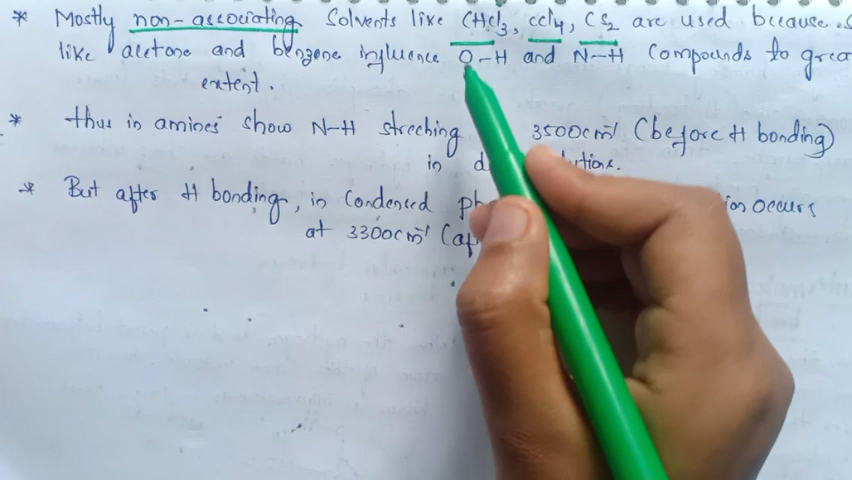 * Mostly non-associating Solvents like CHCl3, CCl4, CS2 are used because
like acetone and benzene influence O-H and N-H Compounds to grea
extent.
* thus in amines show N-H streching 3500cm-1 (before H bonding)
in
* But after H bonding, in Condensed occurs
at 3300cm-1